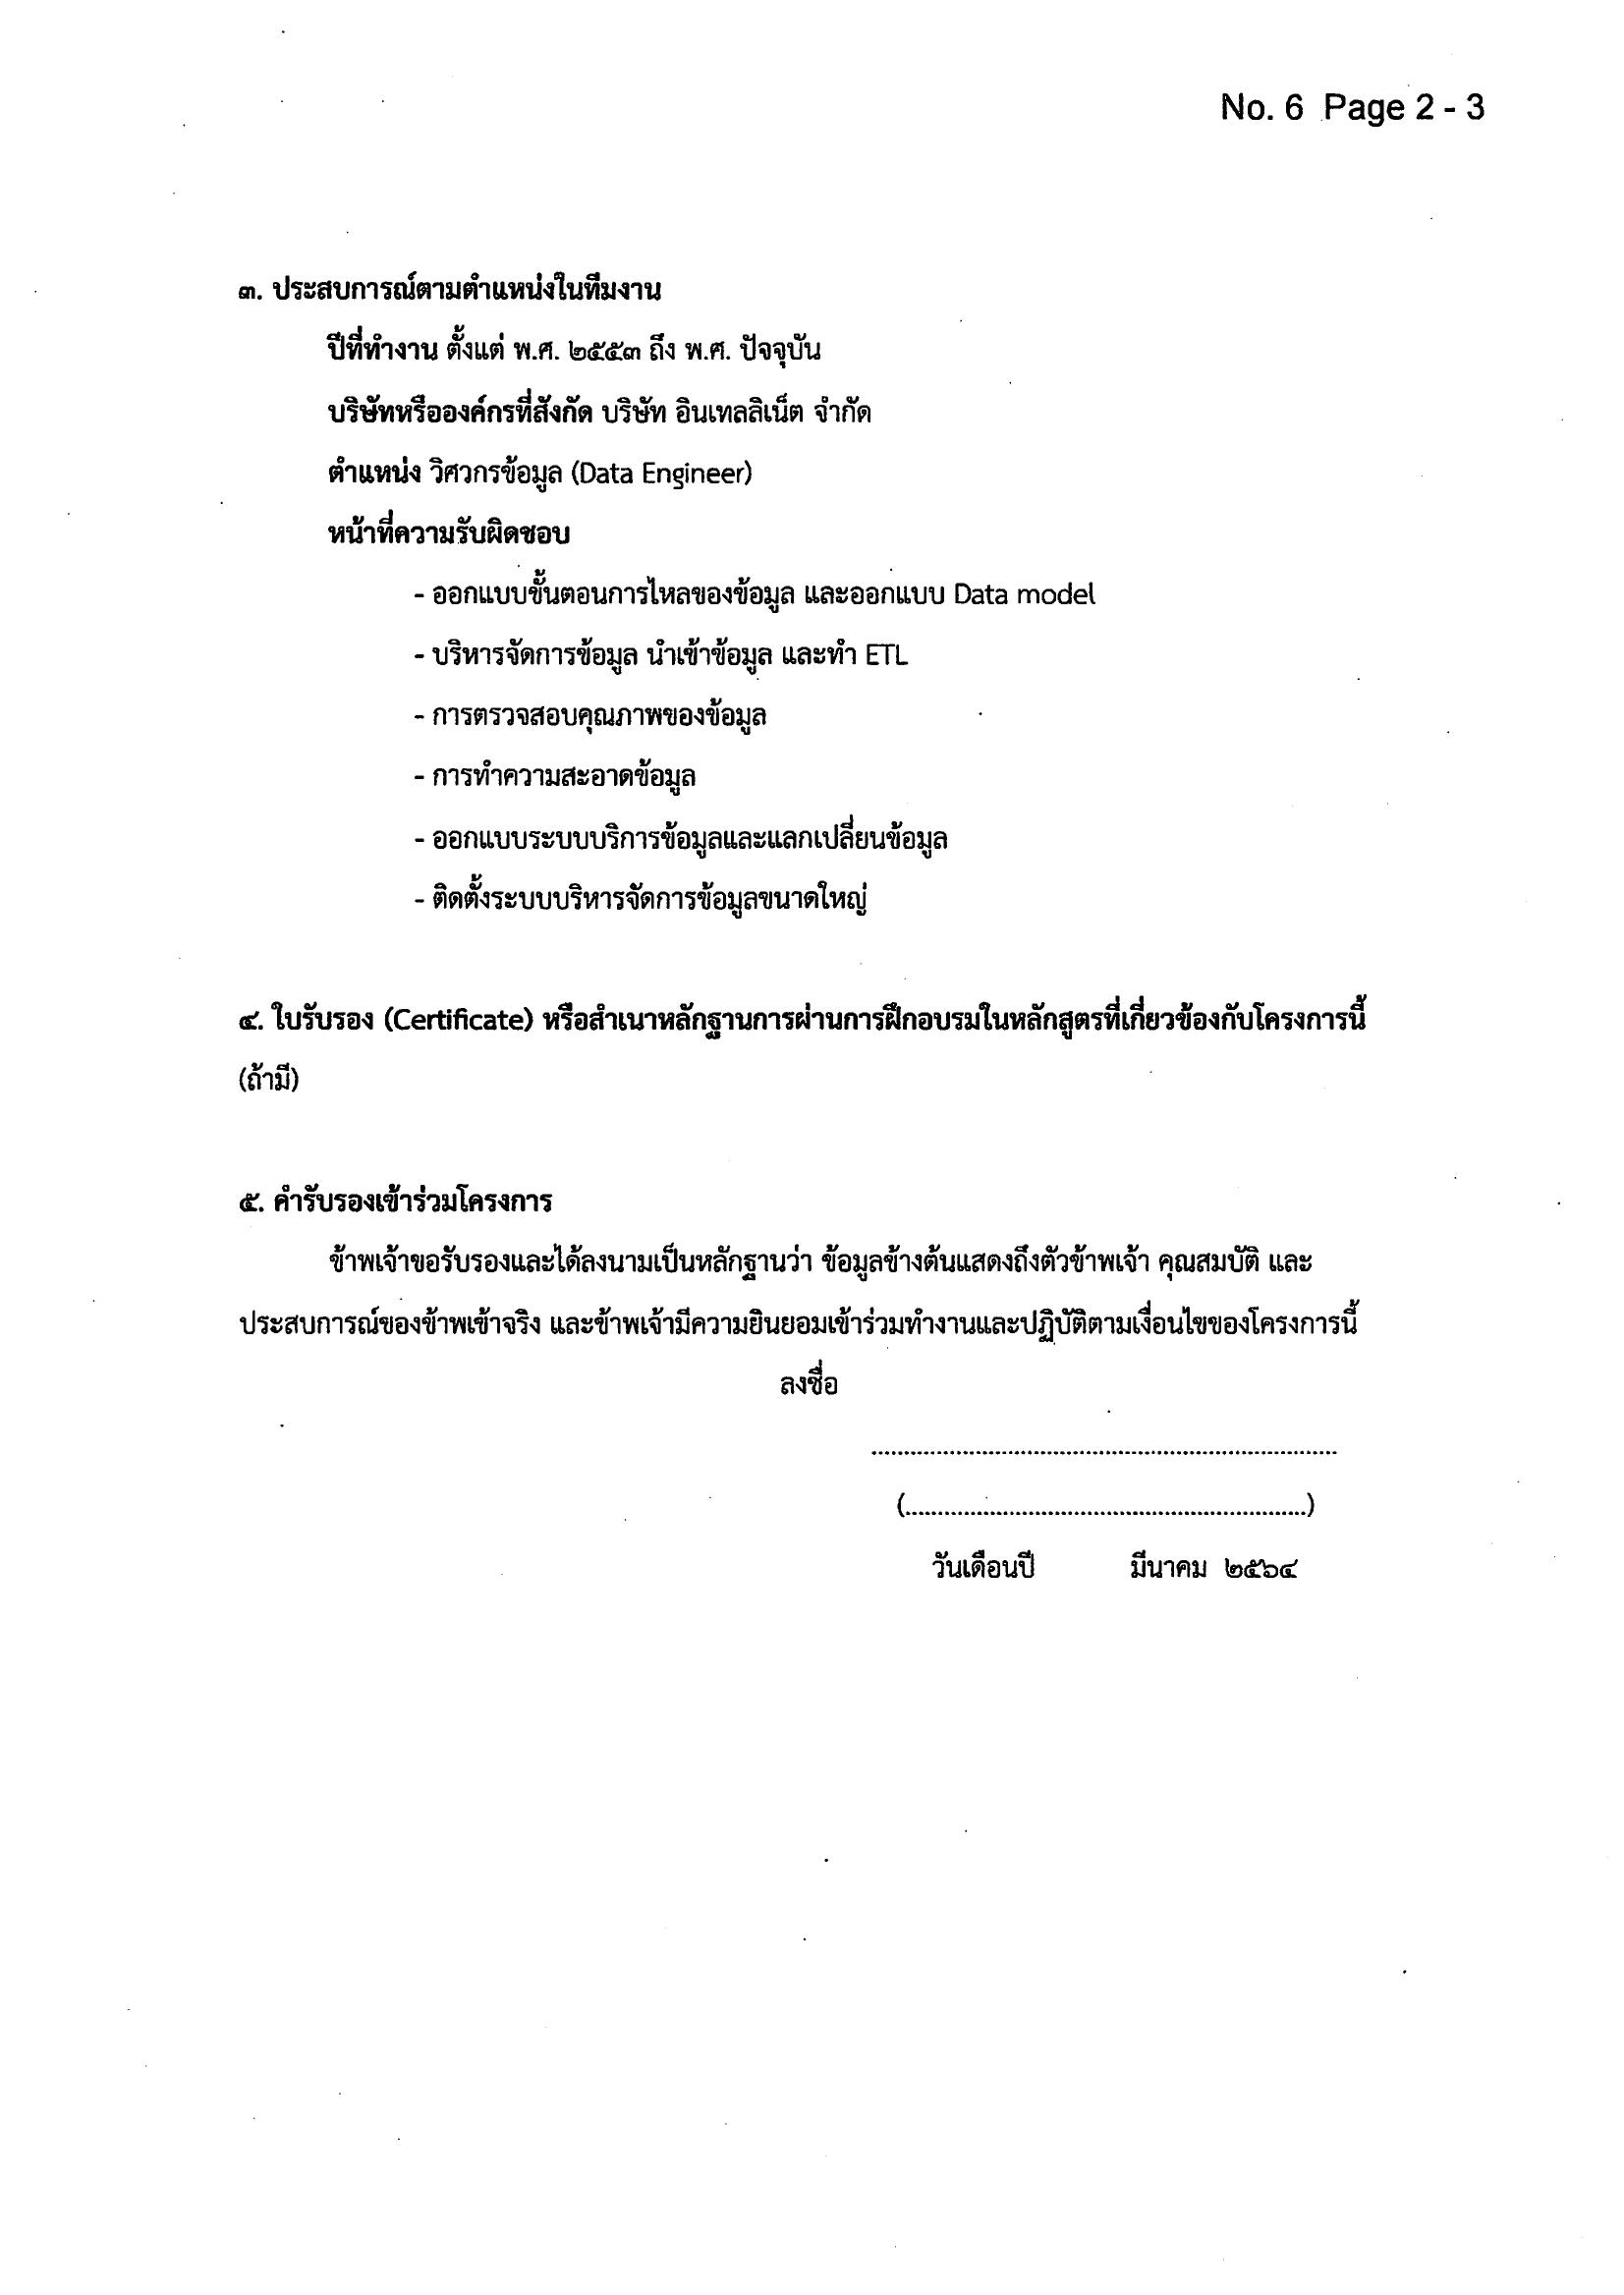 No. 6 Page 2 - 3
๓. ประสบการณ์ตามตำแหน่งในทีมงาน
ปีที่ทำงาน ตั้งแต่ พ.ศ. ๒๕๕๓ ถึง พ.ศ. ปัจจุบัน
บริษัทหรือองค์กรที่สังกัด บริษัท อินเทลลิเน็ต จำกัด
ตำแหน่ง วิศวกรข้อมูล (Data Engineer)
หน้าที่ความรับผิดชอบ
- ออกแบบขั้นตอนการไหลของข้อมูล และออกแบบ Data model
- บริหารจัดการข้อมูล นำเข้าข้อมูล และทำ ETL
- การตรวจสอบคุณภาพของข้อมูล
- การทำความสะอาดข้อมูล
- ออกแบบระบบบริการข้อมูลและแลกเปลี่ยนข้อมูล
- ติดตั้งระบบบริหารจัดการข้อมูลขนาดใหญ่
๔. ใบรับรอง (Certificate) หรือสำเนาหลักฐานการผ่านการฝึกอบรมในหลักสูตรที่เกี่ยวข้องกับโครงการนี้
(ถ้ามี)
๕. คำรับรองเข้าร่วมโครงการ
ข้าพเจ้าขอรับรองและได้ลงนามเป็นหลักฐานว่า ข้อมูลข้างต้นแสดงถึงตัวข้าพเจ้า คุณสมบัติ และ
ประสบการณ์ของข้าพเข้าจริง และข้าพเจ้ามีความยินยอมเข้าร่วมทำงานและปฏิบัติตามเงื่อนไขของโครงการนี้
ลงชื่อ
........................................................................
(..............................................................)
วันเดือนปี มีนาคม ๒๕๖๔